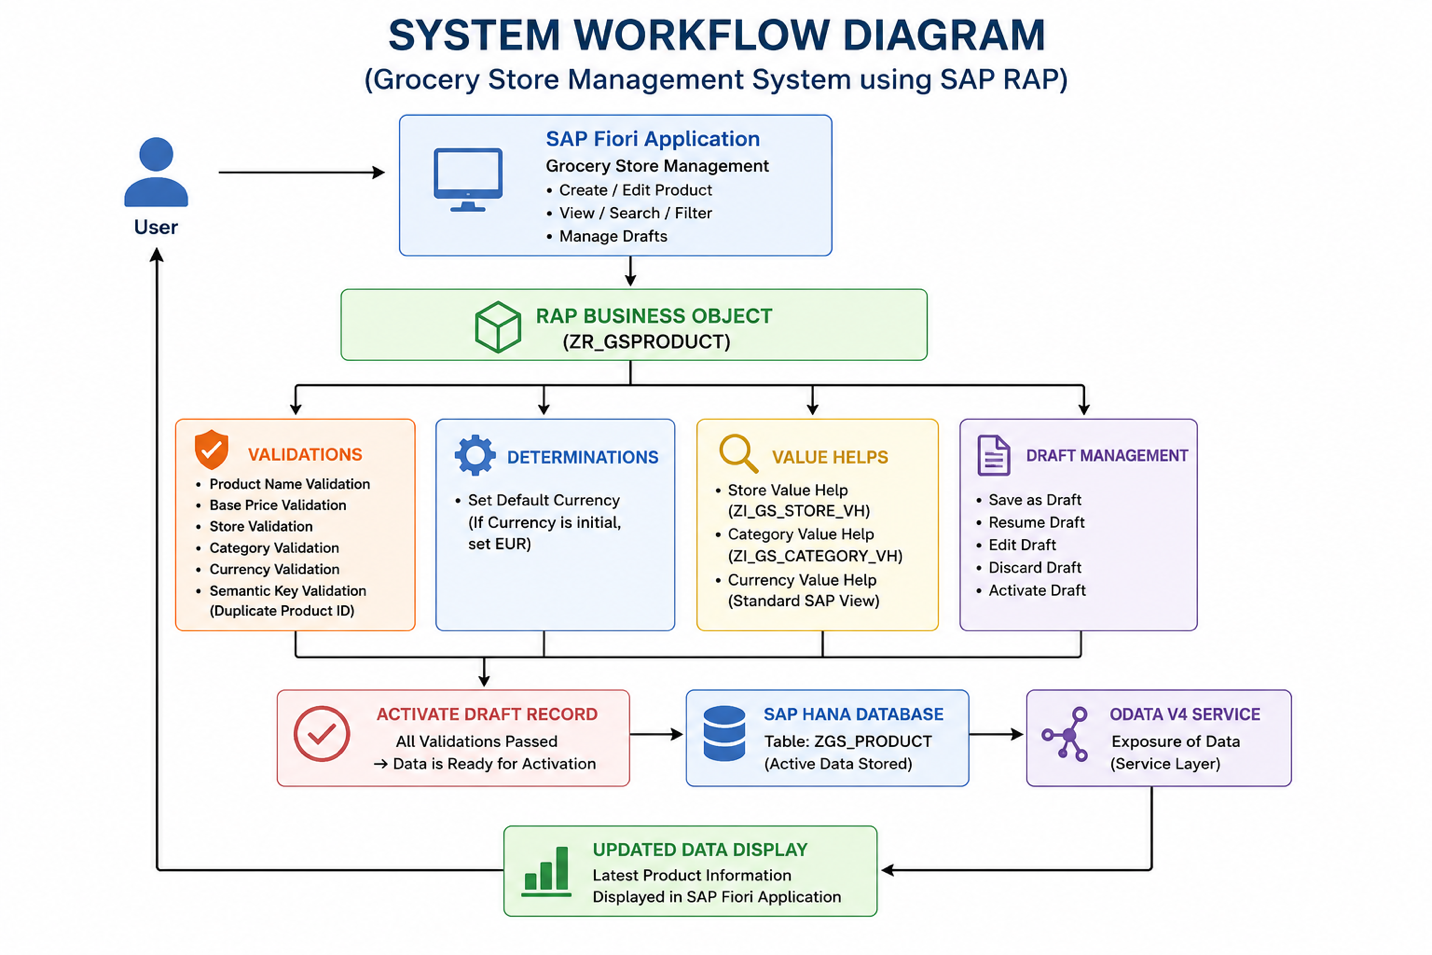 SYSTEM WORKFLOW DIAGRAM
(Grocery Store Management System using SAP RAP)
User
SAP Fiori Application
Grocery Store Management
• Create / Edit Product
• View / Search / Filter
• Manage Drafts
RAP BUSINESS OBJECT
(ZR_GSPRODUCT)
VALIDATIONS
• Product Name Validation
• Base Price Validation
• Store Validation
• Category Validation
• Currency Validation
• Semantic Key Validation
(Duplicate Product ID)
DETERMINATIONS
• Set Default Currency
(If Currency is initial,
set EUR)
VALUE HELPS
• Store Value Help
(ZI_GS_STORE_VH)
• Category Value Help
(ZI_GS_CATEGORY_VH)
• Currency Value Help
(Standard SAP View)
DRAFT MANAGEMENT
• Save as Draft
• Resume Draft
• Edit Draft
• Discard Draft
• Activate Draft
ACTIVATE DRAFT RECORD
All Validations Passed
→ Data is Ready for Activation
SAP HANA DATABASE
Table: ZGS_PRODUCT
(Active Data Stored)
ODATA V4 SERVICE
Exposure of Data
(Service Layer)
UPDATED DATA DISPLAY
Latest Product Information
Displayed in SAP Fiori Application